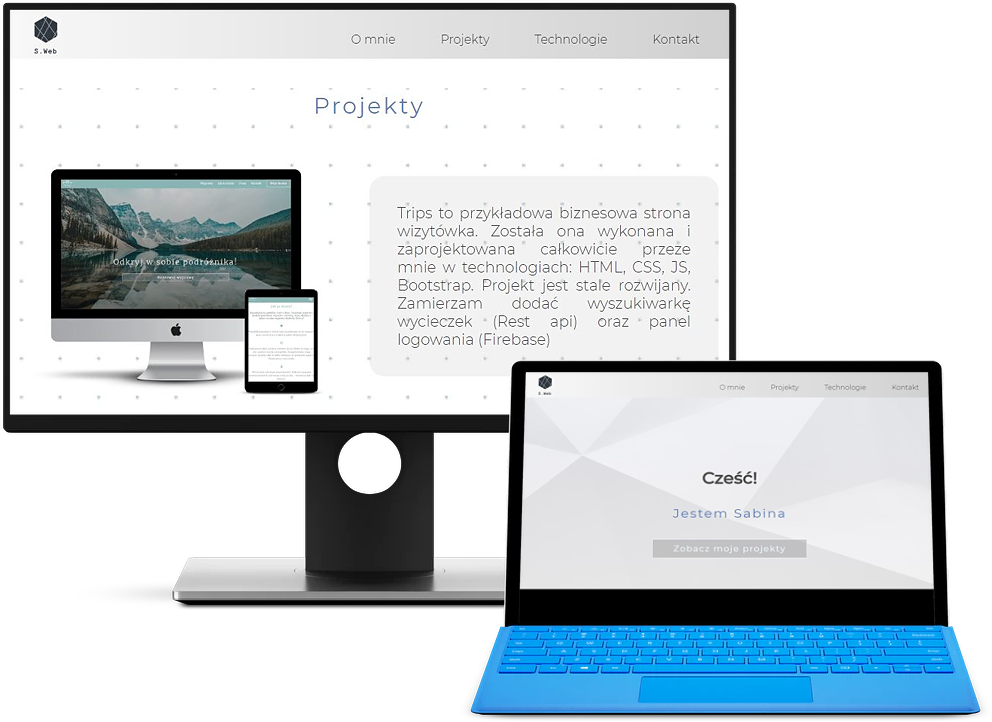 S.Web
O mnie
Projekty
Technologie
Kontakt
Projekty
Odkryj w sobie podróżnika!
Trips to przykładowa biznesowa strona
wizytówka. Została ona wykonana i
zaprojektowana całkowicie przeze
mnie w technologiach: HTML, CSS, JS,
Bootstrap. Projekt jest stale rozwijany.
Zamierzam dodać wyszukiwarkę
wycieczek (Rest api) oraz panel
logowania (Firebase)
S.Web
O mnie
Projekty
Technologie
Kontakt
Cześć!
Jestem Sabina
Zobacz moje projekty